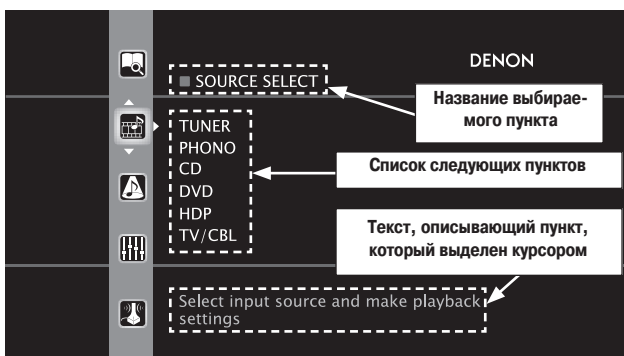 DENON
SOURCE SELECT
Название выбирае-
мого пункта
TUNER
PHONO
CD
DVD
HDP
TV/CBL
Список следующих пунктов
Текст, описывающий пункт,
который выделен курсором
Select input source and make playback
settings